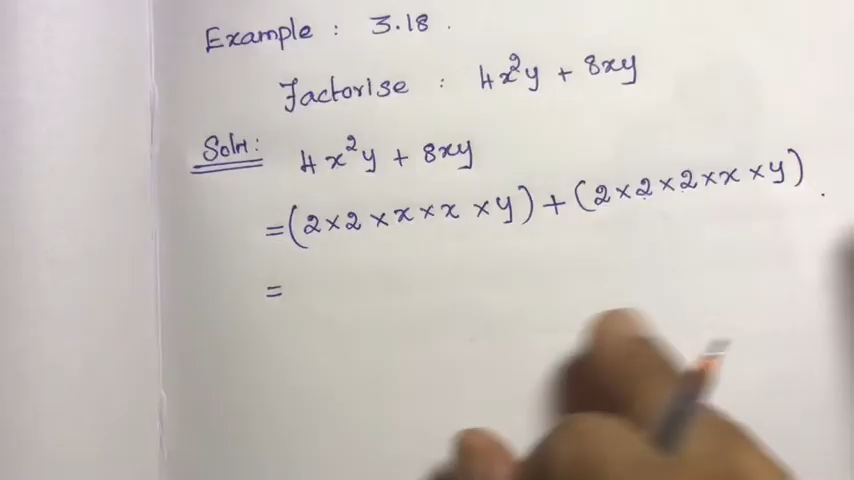 Example : 3.18.
Factorise : 4x²y + 8xy
Soln:
4x²y + 8xy
= (2×2×x×x×y) + (2×2×2×x×y)
=